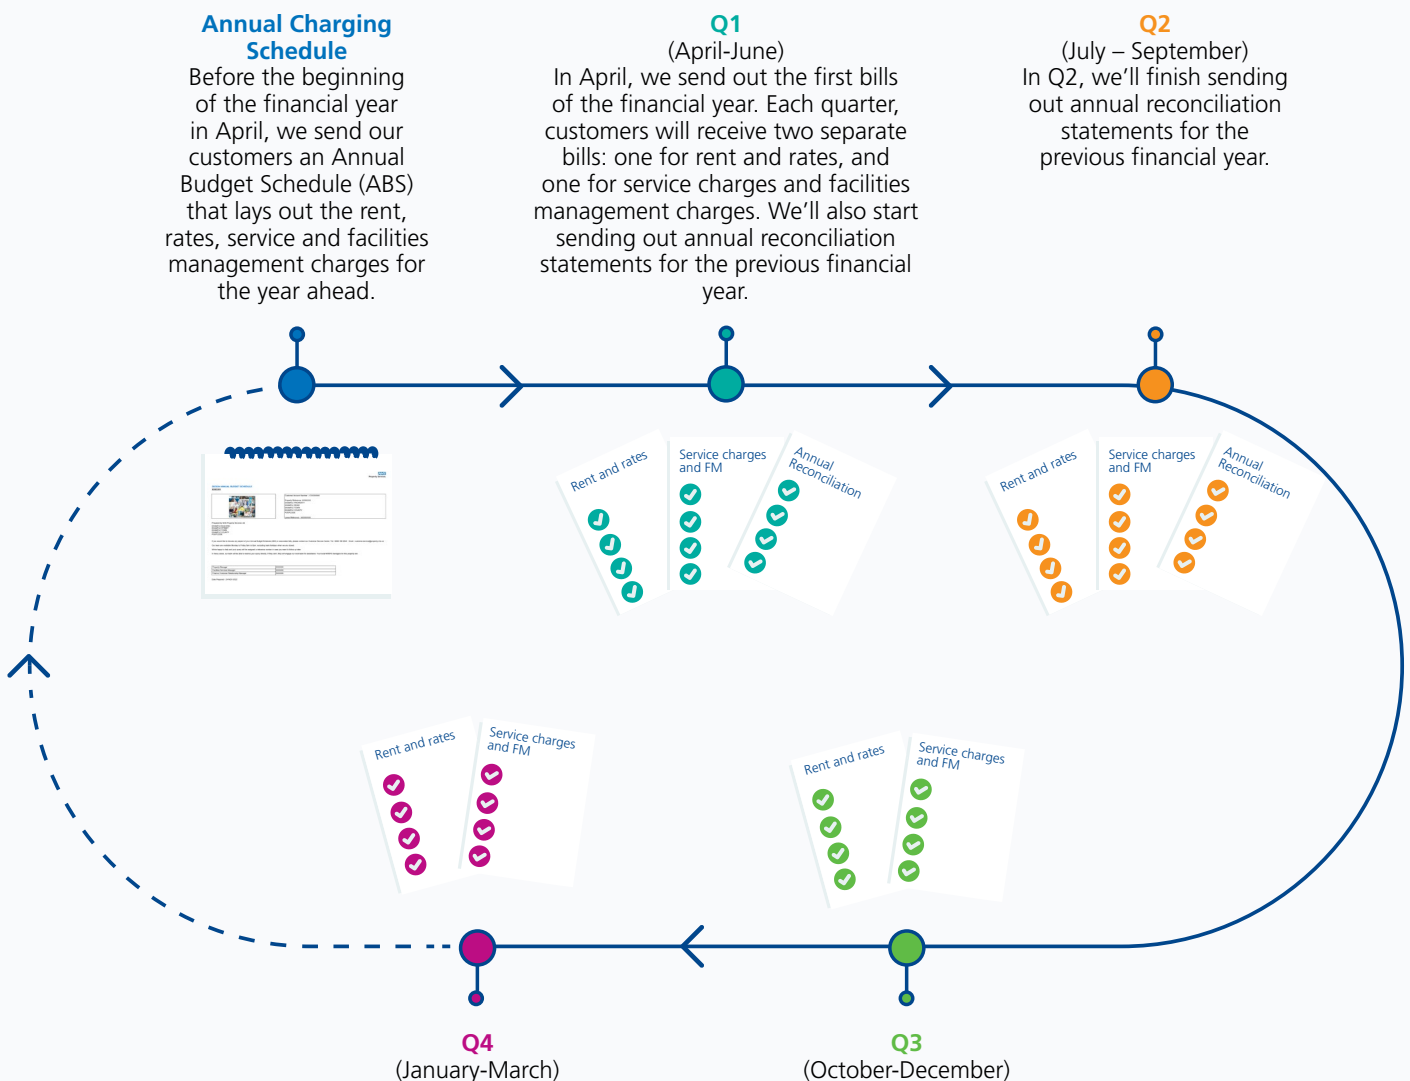 Annual Charging
Schedule
Before the beginning
of the financial year
in April, we send our
customers an Annual
Budget Schedule (ABS)
that lays out the rent,
rates, service and facilities
management charges for
the year ahead.
Q1
(April-June)
In April, we send out the first bills
of the financial year. Each quarter,
customers will receive two separate
bills: one for rent and rates, and
one for service charges and facilities
management charges. We’ll also start
sending out annual reconciliation
statements for the previous financial
year.
Q2
(July – September)
In Q2, we’ll finish sending
out annual reconciliation
statements for the
previous financial year.
Rent and rates
Service charges
and FM
Annual
Reconciliation
Rent and rates
Service charges
and FM
Annual
Reconciliation
Rent and rates
Service charges
and FM
Rent and rates
Service charges
and FM
Q4
(January-March)
Q3
(October-December)